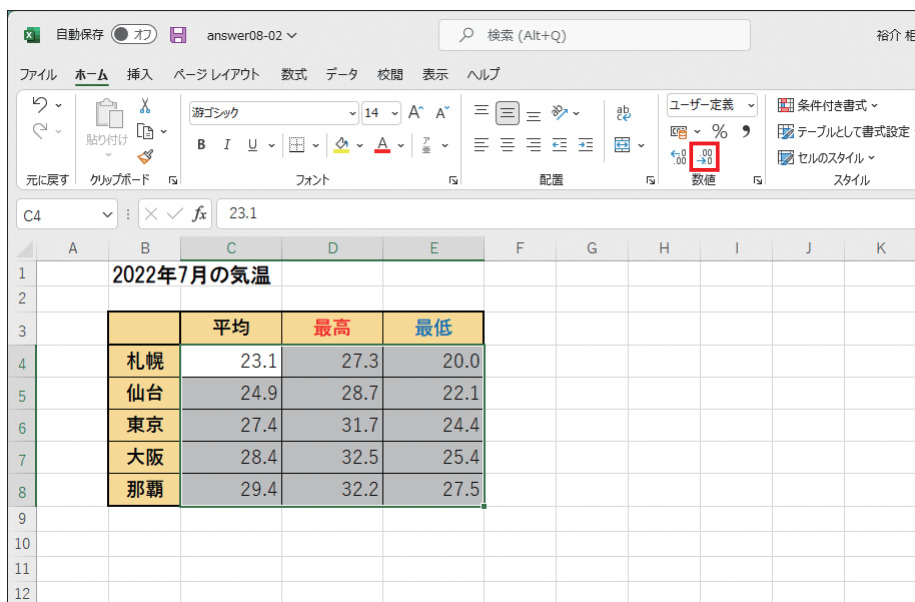 自動保存 オフ answer08-02 検索 (Alt+Q) 裕介 相
ファイル ホーム 挿入 ページ レイアウト 数式 データ 校閲 表示 ヘルプ
游ゴシック 14 A A ab ユーザー定義 条件付き書式
貼り付け B I U A % テーブルとして書式設定
セルのスタイル
元に戻す クリップボード フォント 配置 数値 スタイル
C4 fx 23.1
A B C D E F G H I J K
1 2022年7月の気温
2
3 平均 最高 最低
4 札幌 23.1 27.3 20.0
5 仙台 24.9 28.7 22.1
6 東京 27.4 31.7 24.4
7 大阪 28.4 32.5 25.4
8 那覇 29.4 32.2 27.5
9
10
11
12